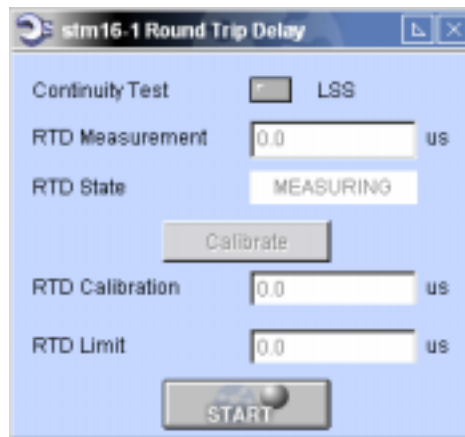 stm16-1 Round Trip Delay
Continuity Test LSS
RTD Measurement 0.0 us
RTD State MEASURING
Calibrate
RTD Calibration 0.0 us
RTD Limit 0.0 us
START